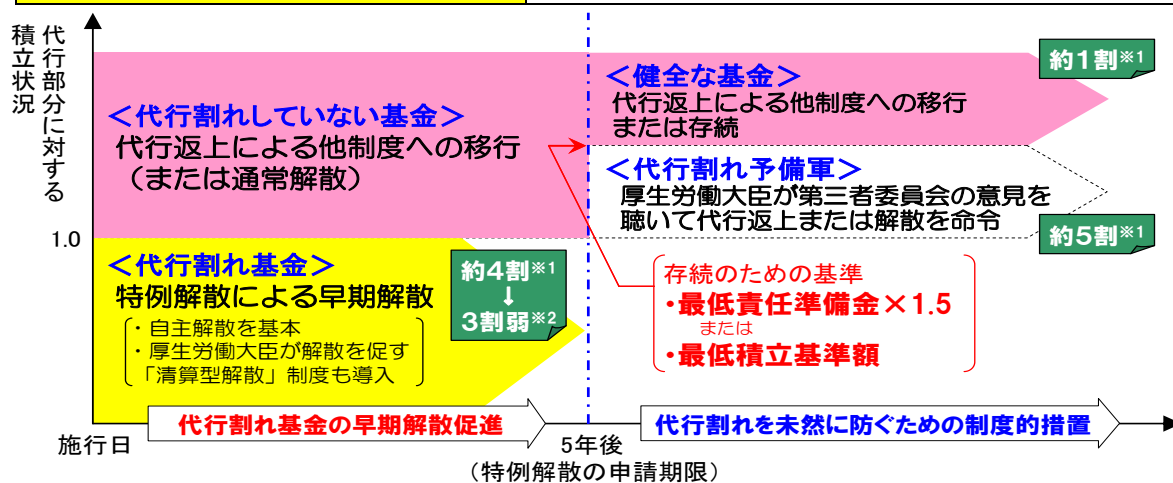 代行部分に対する
積立状況
1.0
＜代行割れしていない基金＞
代行返上による他制度への移行
（または通常解散）
＜代行割れ基金＞
特例解散による早期解散
・自主解散を基本
・厚生労働大臣が解散を促す
「清算型解散」制度も導入
約4割※1
↓
3割弱※2
＜健全な基金＞
代行返上による他制度への移行
または存続
約1割※1
＜代行割れ予備軍＞
厚生労働大臣が第三者委員会の意見を
聴いて代行返上または解散を命令
約5割※1
存続のための基準
・最低責任準備金×1.5
または
・最低積立基準額
代行割れ基金の早期解散促進
代行割れを未然に防ぐための制度的措置
施行日
5年後
（特例解散の申請期限）